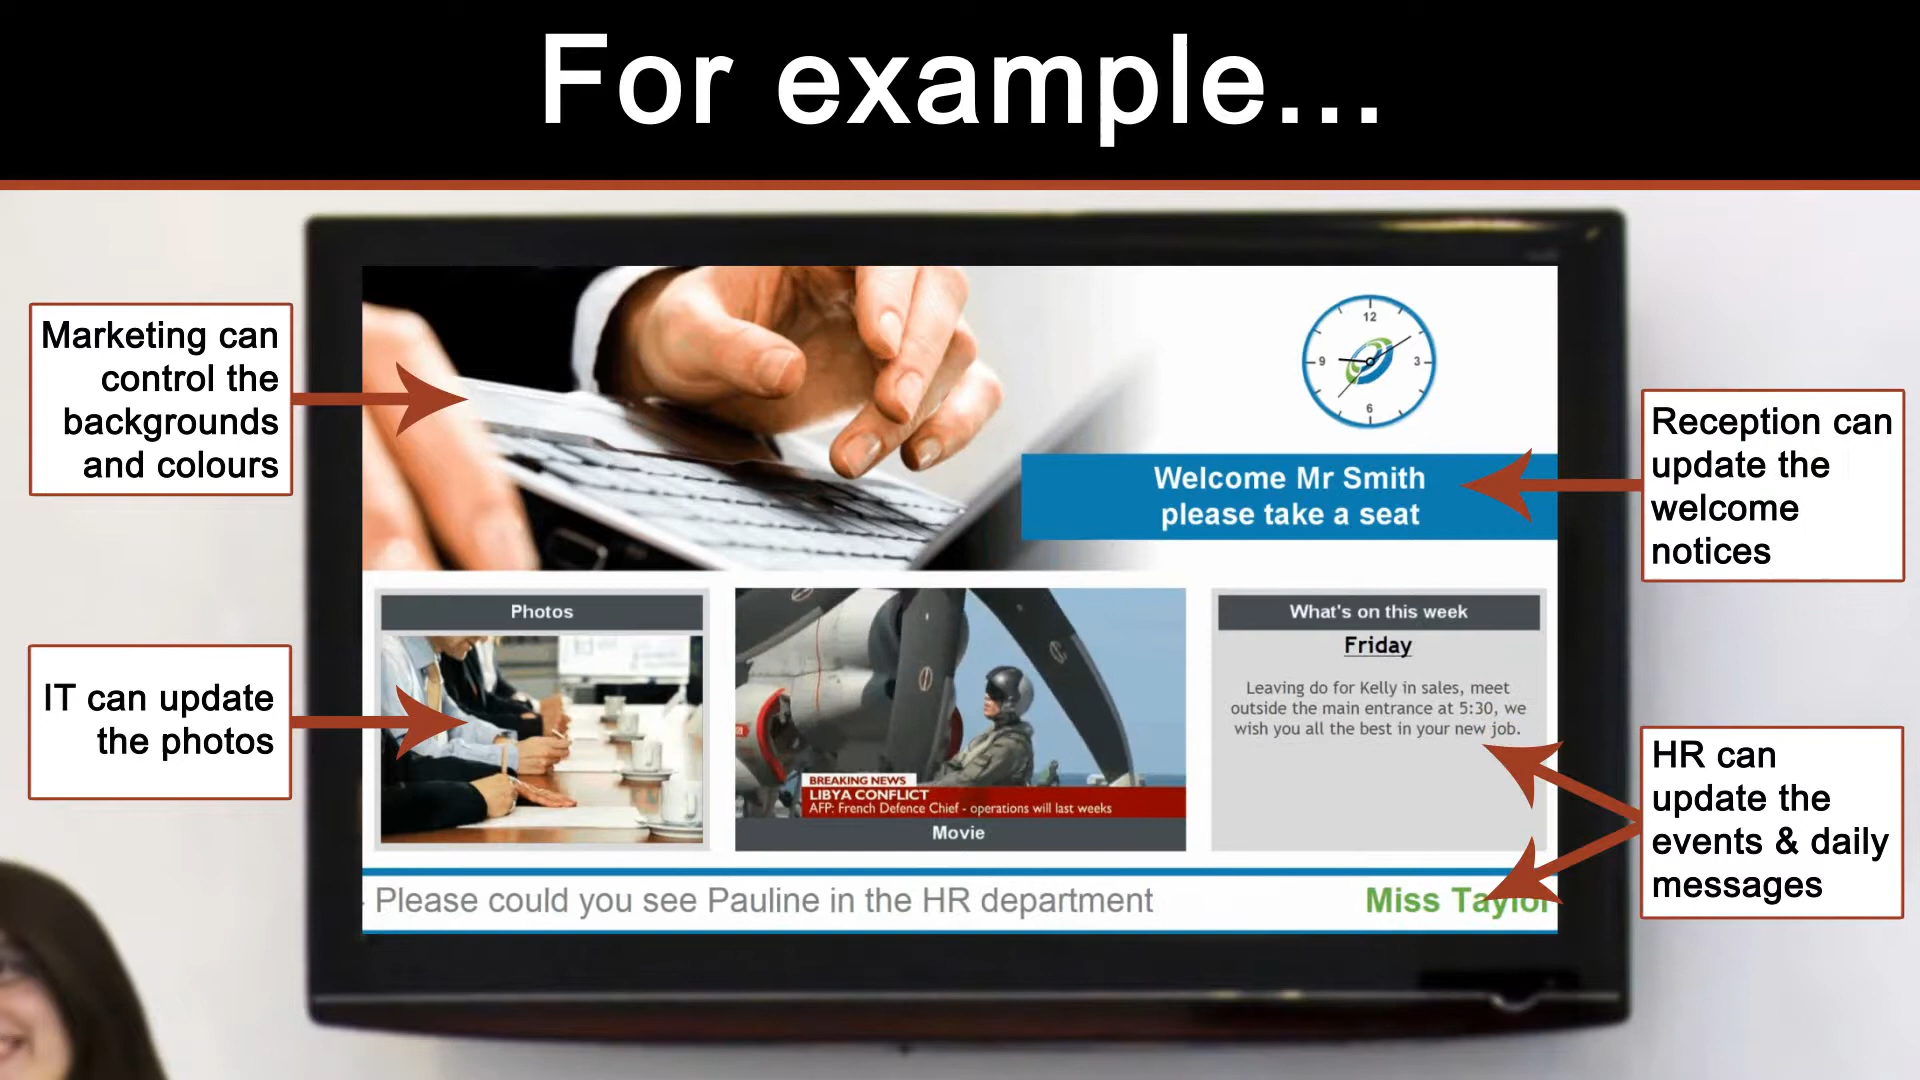 For example...
Marketing can
control the
backgrounds
and colours
12
9
3
6
Reception can
update the
welcome
notices
Welcome Mr Smith
please take a seat
IT can update
the photos
Photos
BREAKING NEWS
LIBYA CONFLICT
AFP: French Defence Chief - operations will last weeks
Movie
What's on this week
Friday
Leaving do for Kelly in sales, meet
outside the main entrance at 5:30, we
wish you all the best in your new job.
HR can
update the
events & daily
messages
Please could you see Pauline in the HR department
Miss Taylor